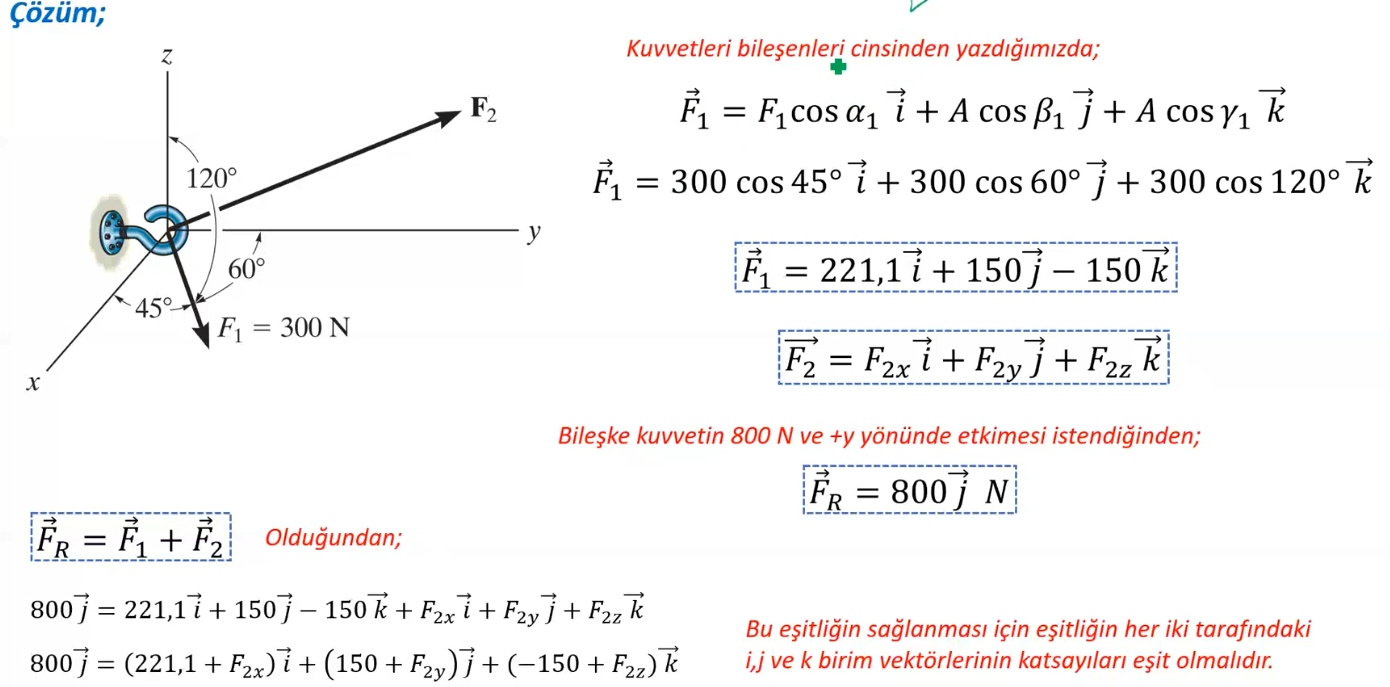 Çözüm;
z
F₂
120°
y
60°
45°
F₁ = 300 N
x
Kuvvetleri bileşenleri cinsinden yazdığımızda;
F⃗₁ = F₁cos α₁ i⃗ + A cos β₁ j⃗ + A cos γ₁ k⃗
F⃗₁ = 300 cos 45° i⃗ + 300 cos 60° j⃗ + 300 cos 120° k⃗
F⃗₁ = 221,1 i⃗ + 150 j⃗ − 150 k⃗
F⃗₂ = F₂ₓ i⃗ + F₂y j⃗ + F₂z k⃗
Bileşke kuvvetin 800 N ve +y yönünde etkimesi istendiğinden;
F⃗R = 800 j⃗ N
F⃗R = F⃗₁ + F⃗₂ Olduğundan;
800 j⃗ = 221,1 i⃗ + 150 j⃗ − 150 k⃗ + F₂ₓ i⃗ + F₂y j⃗ + F₂z k⃗
800 j⃗ = (221,1 + F₂ₓ) i⃗ + (150 + F₂y) j⃗ + (−150 + F₂z) k⃗
Bu eşitliğin sağlanması için eşitliğin her iki tarafındaki
i,j ve k birim vektörlerinin katsayıları eşit olmalıdır.